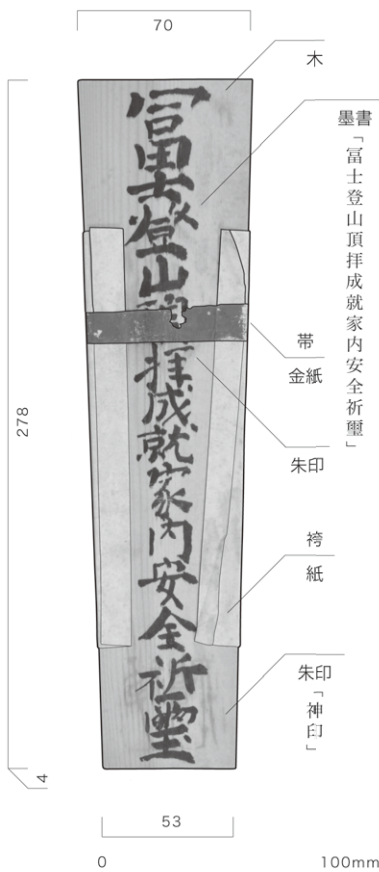 70
木
墨書
「冨士登山頂拝成就家内安全祈璽」
帯
金紙
朱印
袴
紙
朱印
「神印」
278
4
53
0
100mm
冨士登山頂拝成就家内安全祈璽